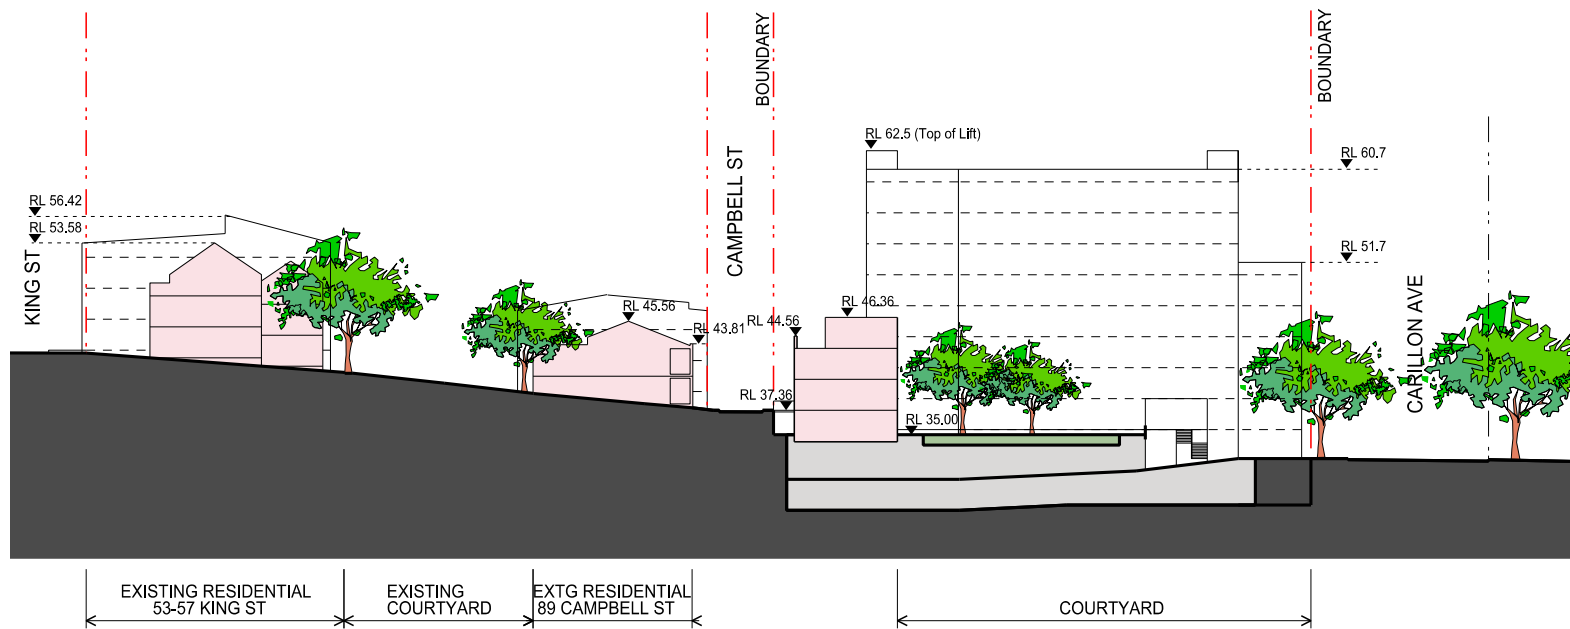 BOUNDARY
BOUNDARY
RL 62.5 (Top of Lift)
RL 60.7
CAMPBELL ST
RL 56.42
RL 53.58
KING ST
RL 51.7
CARILLON AVE
RL 45.56
RL 46.36
RL 43.81
RL 44.56
RL 37.36
RL 35.00
EXISTING RESIDENTIAL
53-57 KING ST
EXISTING
COURTYARD
EXTG RESIDENTIAL
89 CAMPBELL ST
COURTYARD